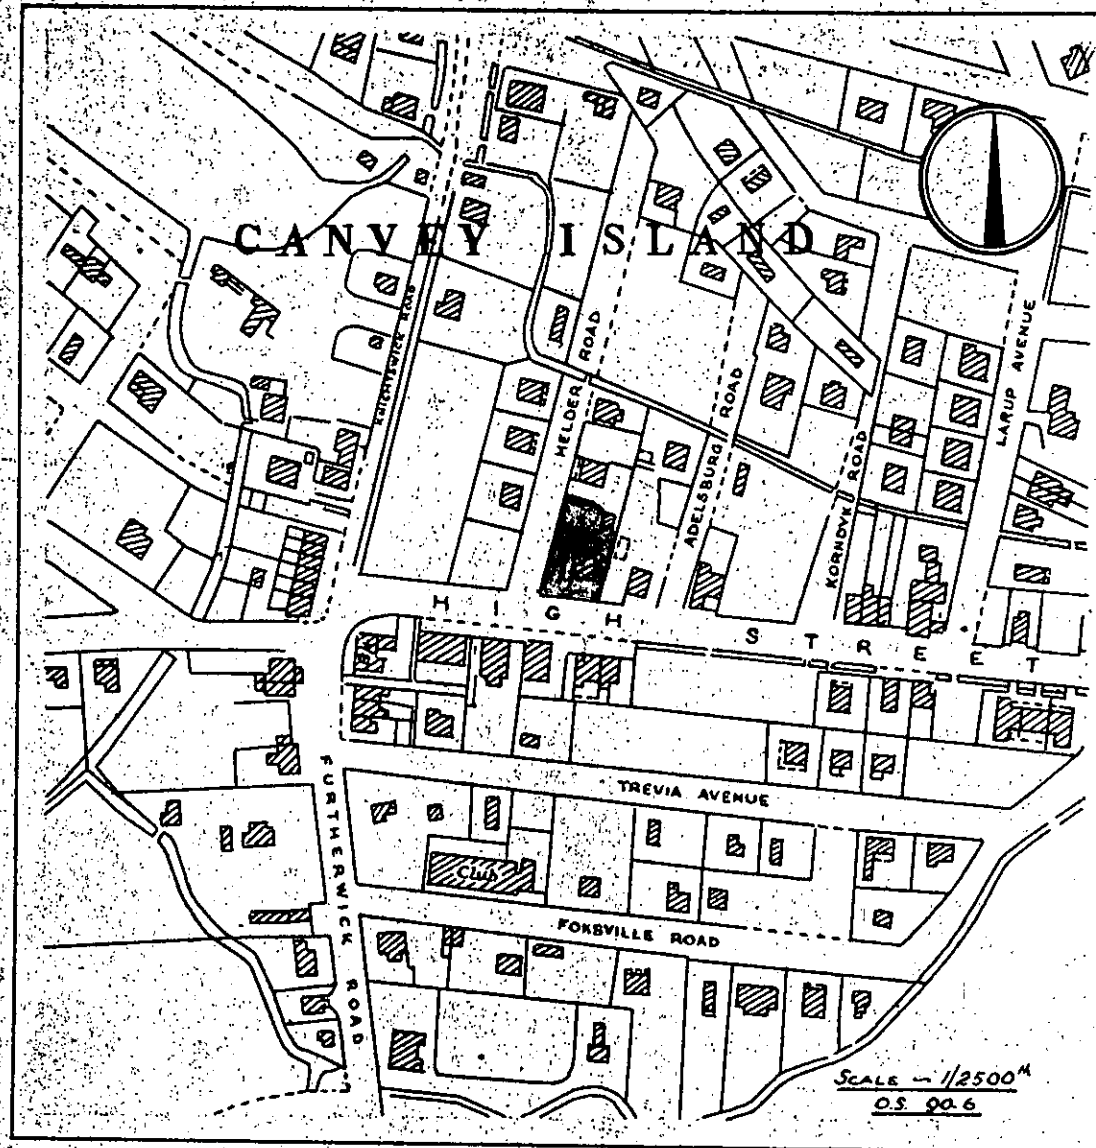 CANVEY ISLAND
KNIGHTSWICK ROAD
HELDER ROAD
ADELSBURG ROAD
KORNDYK ROAD
LARUP AVENUE
HIGH STREET
TREVIA AVENUE
FURTHERWICK ROAD
Club
FOKSVILLE ROAD
SCALE - 1/2500TH
O.S. 90.6